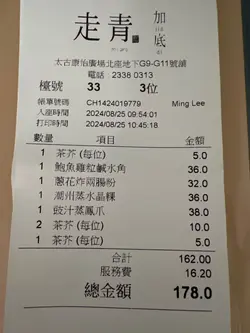 走青 加底
太古康怡廣場北座地下G9-G11號舖
電話 2338 0313
檯號 33 3位
帳單號碼 CH1424019779 Ming Lee
入座時間 2024/08/25 09:54:01
打印時間 2024/08/25 10:45:18
數量 項目 金額
1 茶芥 (每位) 5.0
1 鮑魚雞粒鹹水角 36.0
1 蔥花炸兩腸粉 32.0
1 潮州蒸水晶粿 36.0
1 豉汁蒸鳳爪 38.0
2 茶芥 (每位) 10.0
1 茶芥 (每位) 5.0
合計 162.00
服務費 16.20
總金額 178.0